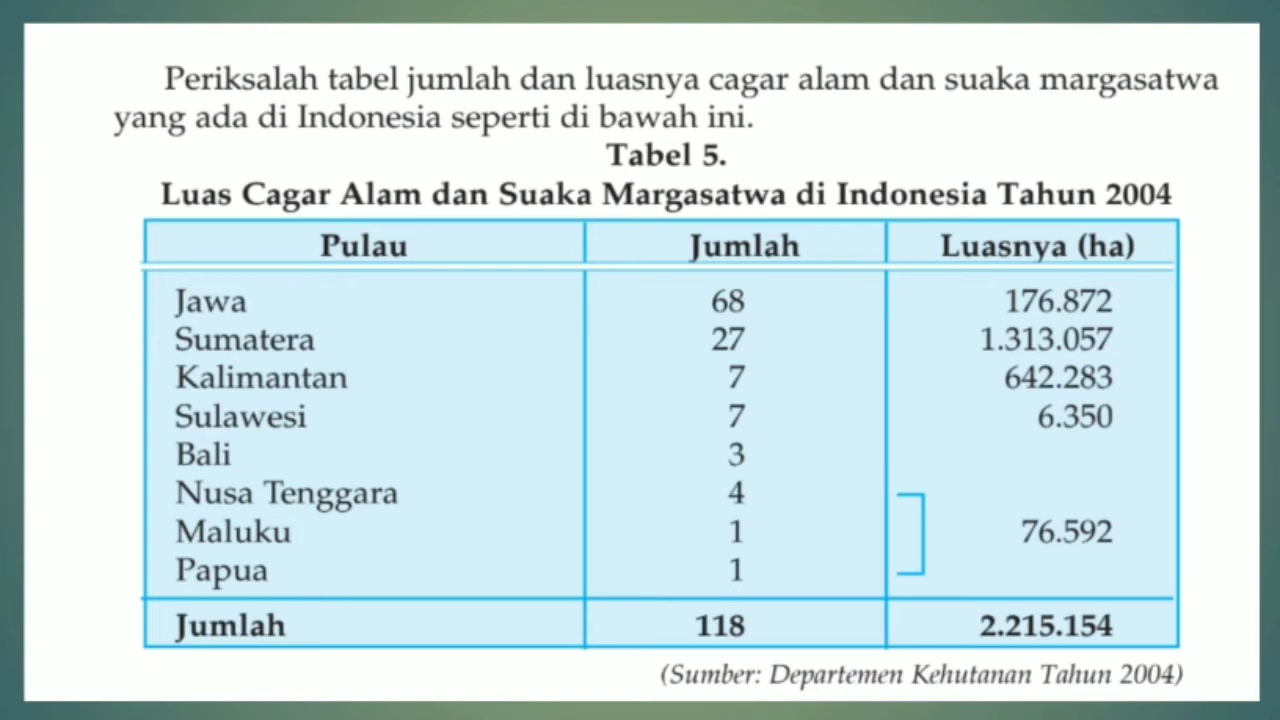 Periksalah tabel jumlah dan luasnya cagar alam dan suaka margasatwa
yang ada di Indonesia seperti di bawah ini.
Tabel 5.
Luas Cagar Alam dan Suaka Margasatwa di Indonesia Tahun 2004
Pulau Jumlah Luasnya (ha)
Jawa 68 176.872
Sumatera 27 1.313.057
Kalimantan 7 642.283
Sulawesi 7 6.350
Bali 3
Nusa Tenggara 4
Maluku 1 76.592
Papua 1
Jumlah 118 2.215.154
(Sumber: Departemen Kehutanan Tahun 2004)